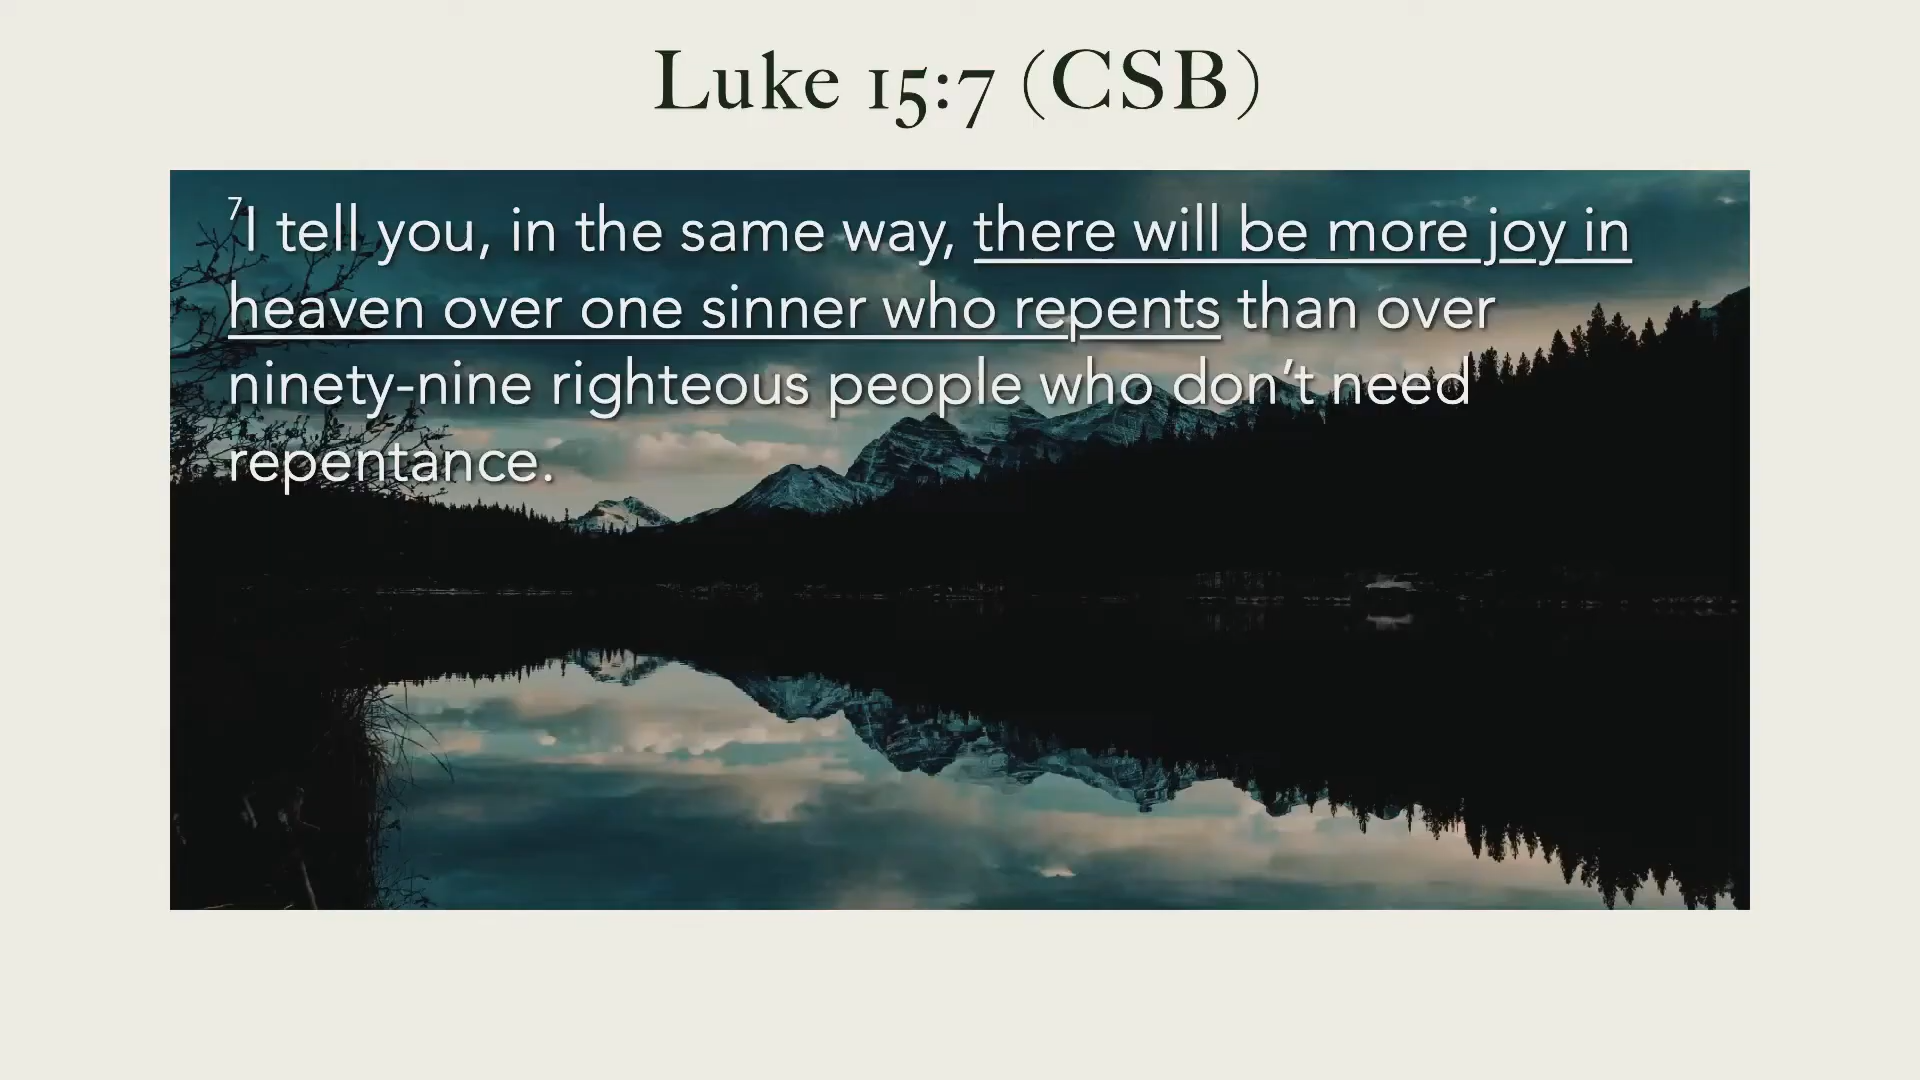 Luke 15:7 (CSB)
7I tell you, in the same way, there will be more joy in
heaven over one sinner who repents than over
ninety-nine righteous people who don’t need
repentance.